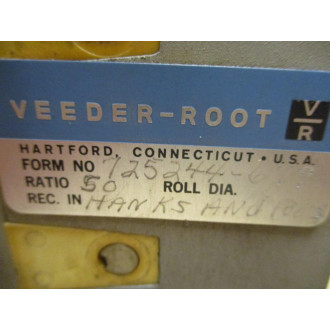 VEEDER-ROOT V/R
HARTFORD, CONNECTICUT • U.S.A.
FORM NO 725244-
RATIO 50 ROLL DIA.
REC. IN HANKS AND